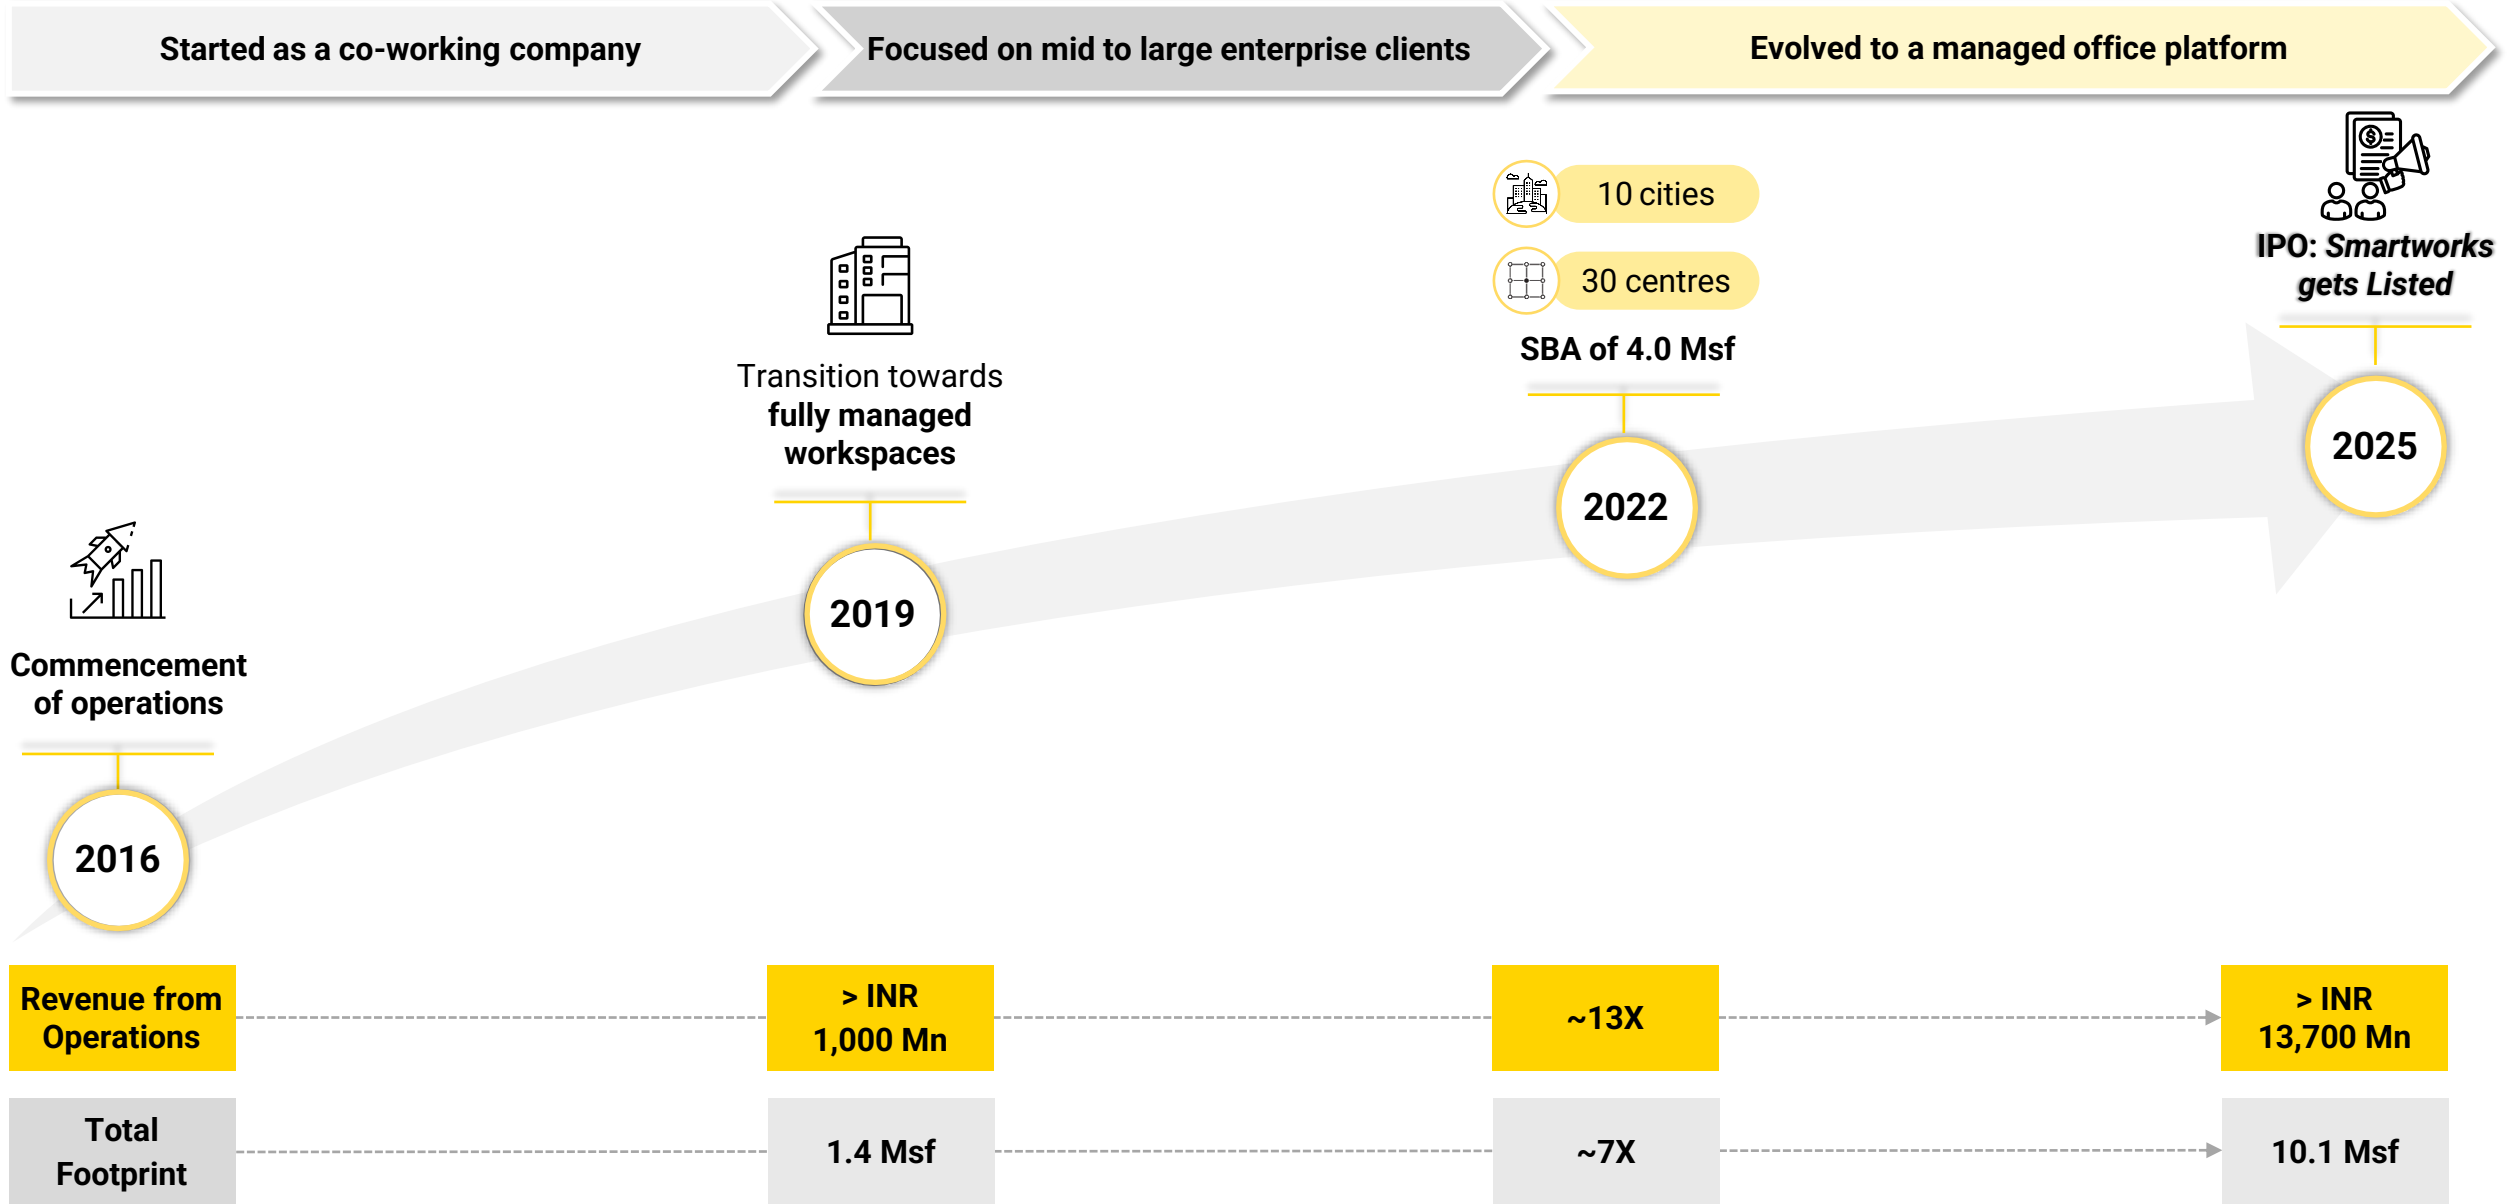 Started as a co-working company
Focused on mid to large enterprise clients
Evolved to a managed office platform
10 cities
30 centres
SBA of 4.0 Msf
IPO: Smartworks
gets Listed
Transition towards
fully managed
workspaces
Commencement
of operations
2016
2019
2022
2025
Revenue from
Operations
> INR
1,000 Mn
~13X
> INR
13,700 Mn
Total
Footprint
1.4 Msf
~7X
10.1 Msf